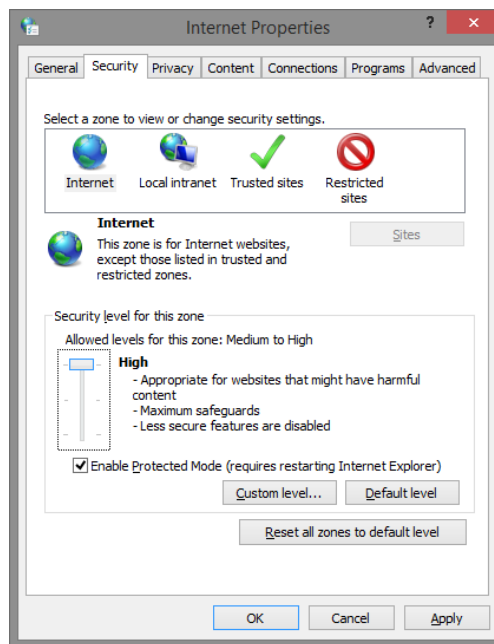 Internet Properties
?
×
General
Security
Privacy
Content
Connections
Programs
Advanced
Select a zone to view or change security settings.
Internet
Local intranet
Trusted sites
Restricted
sites
Internet
This zone is for Internet websites,
except those listed in trusted and
restricted zones.
Sites
Security level for this zone
Allowed levels for this zone: Medium to High
High
- Appropriate for websites that might have harmful
content
- Maximum safeguards
- Less secure features are disabled
Enable Protected Mode (requires restarting Internet Explorer)
Custom level...
Default level
Reset all zones to default level
OK
Cancel
Apply